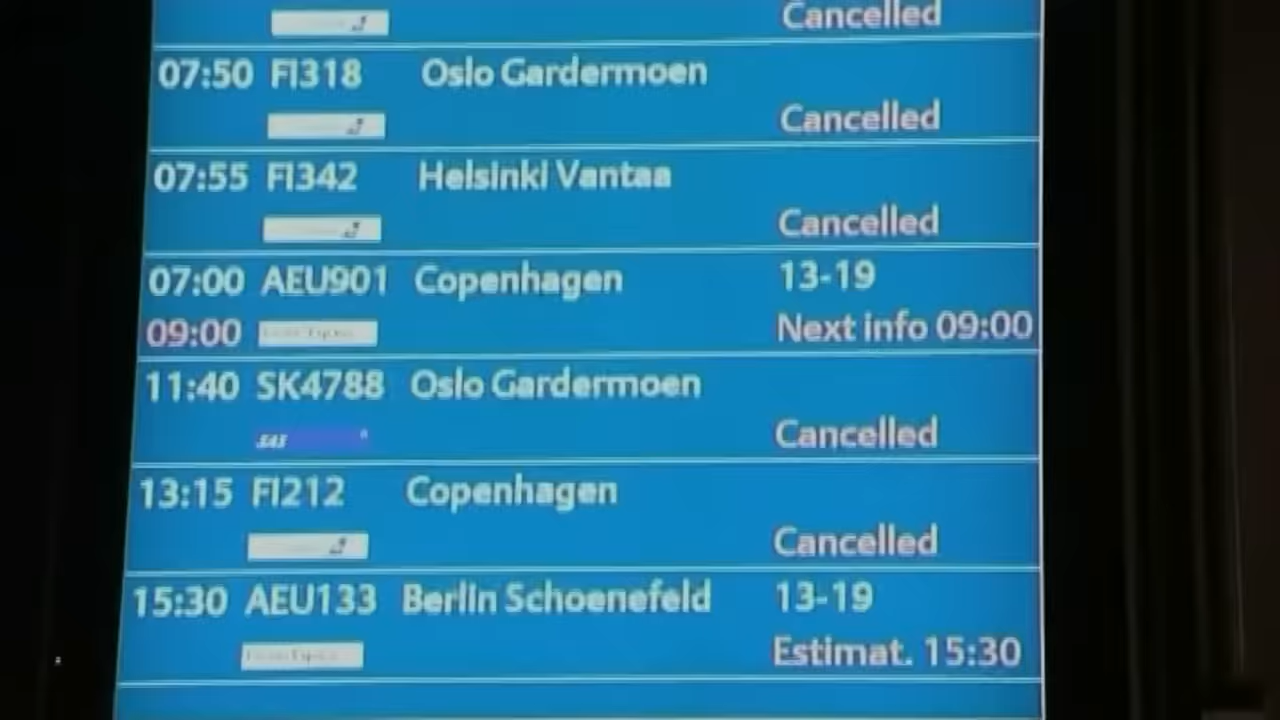 Cancelled
07:50 FI318 Oslo Gardermoen
Cancelled
07:55 FI342 Helsinki Vantaa
Cancelled
07:00 AEU901 Copenhagen 13-19
09:00 Next info 09:00
11:40 SK4788 Oslo Gardermoen
SAS Cancelled
13:15 FI212 Copenhagen
Cancelled
15:30 AEU133 Berlin Schoenefeld 13-19
Estimat. 15:30